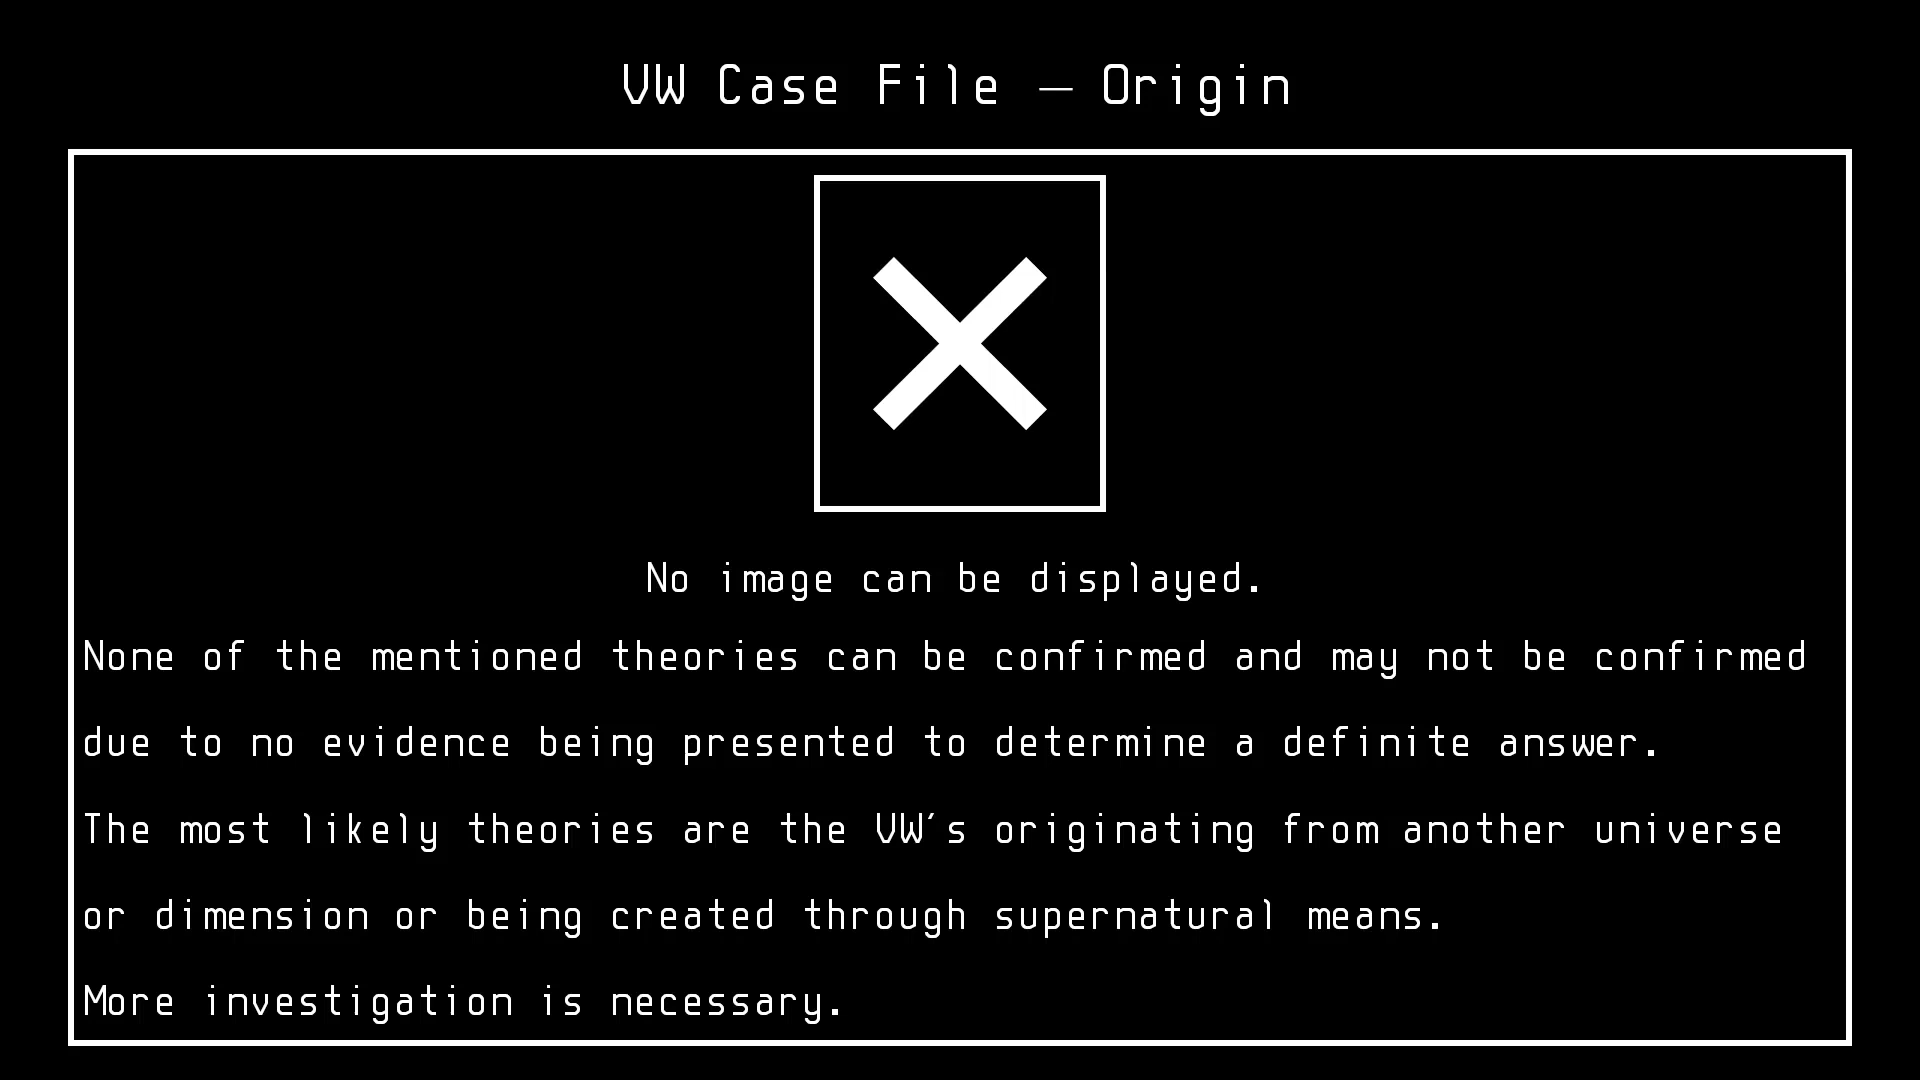 VW Case File – Origin
No image can be displayed.
None of the mentioned theories can be confirmed and may not be confirmed
due to no evidence being presented to determine a definite answer.
The most likely theories are the VW's originating from another universe
or dimension or being created through supernatural means.
More investigation is necessary.